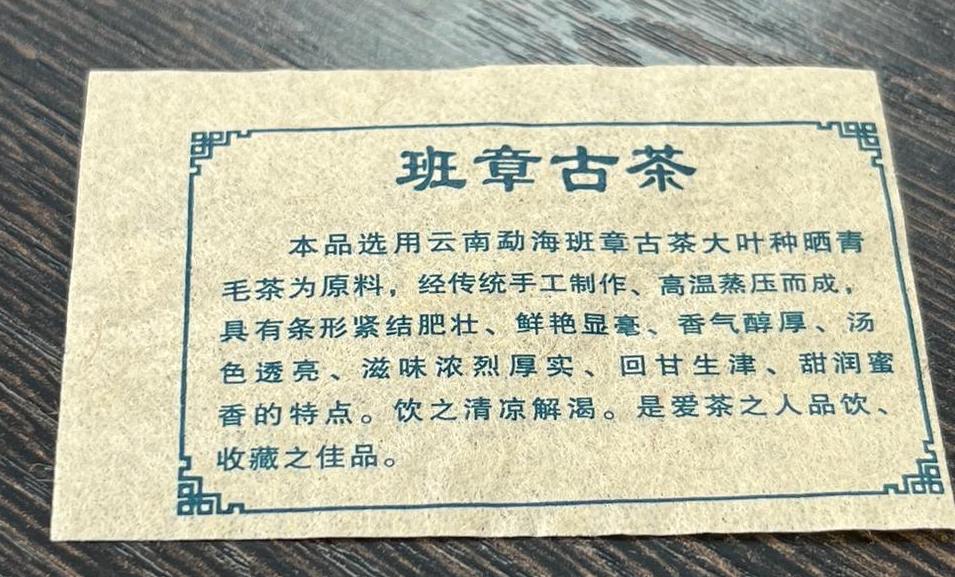 班章古茶
本品选用云南勐海班章古茶大叶种晒青
毛茶为原料，经传统手工制作、高温蒸压而成，
具有条形紧结肥壮、鲜艳显毫、香气醇厚、汤
色透亮、滋味浓烈厚实、回甘生津、甜润蜜
香的特点。饮之清凉解渴。是爱茶之人品饮、
收藏之佳品。